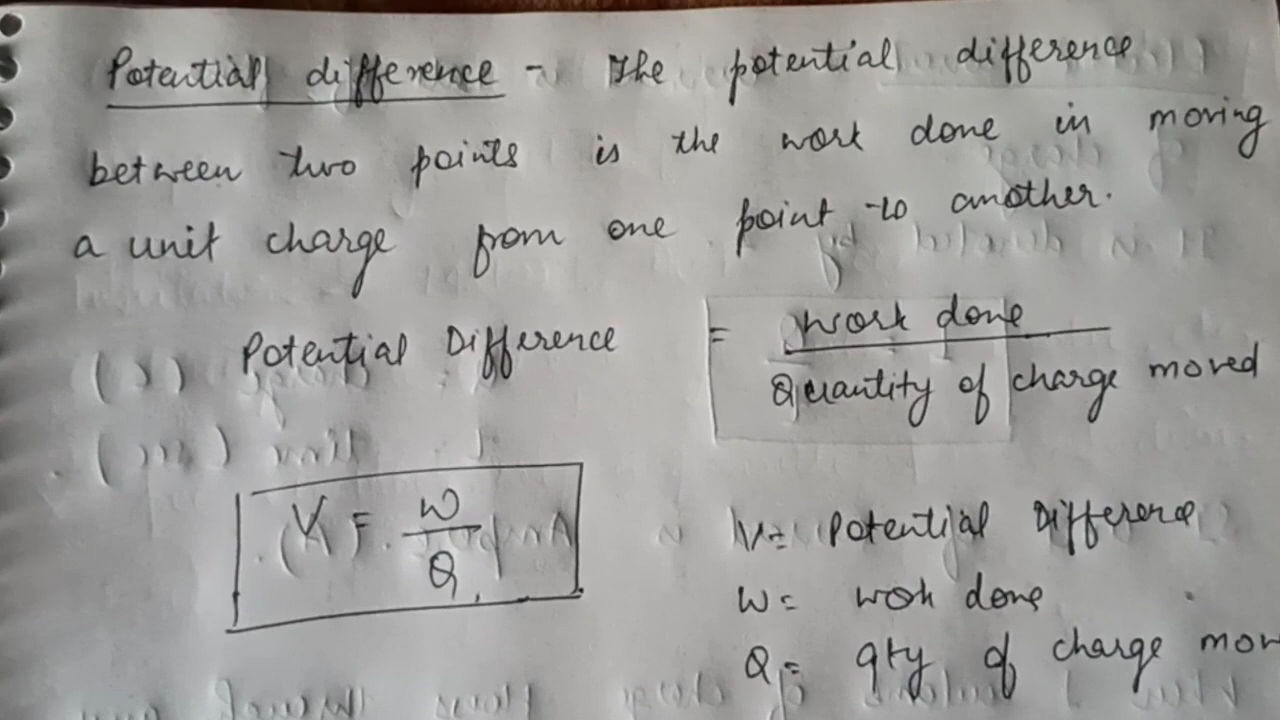 Potential difference - The potential difference
between two points is the work done in moving
a unit charge from one point to another.
Potential Difference = Work done
Quantity of charge moved
V = W
Q
V = Potential Difference
W = work done
Q = qty of charge